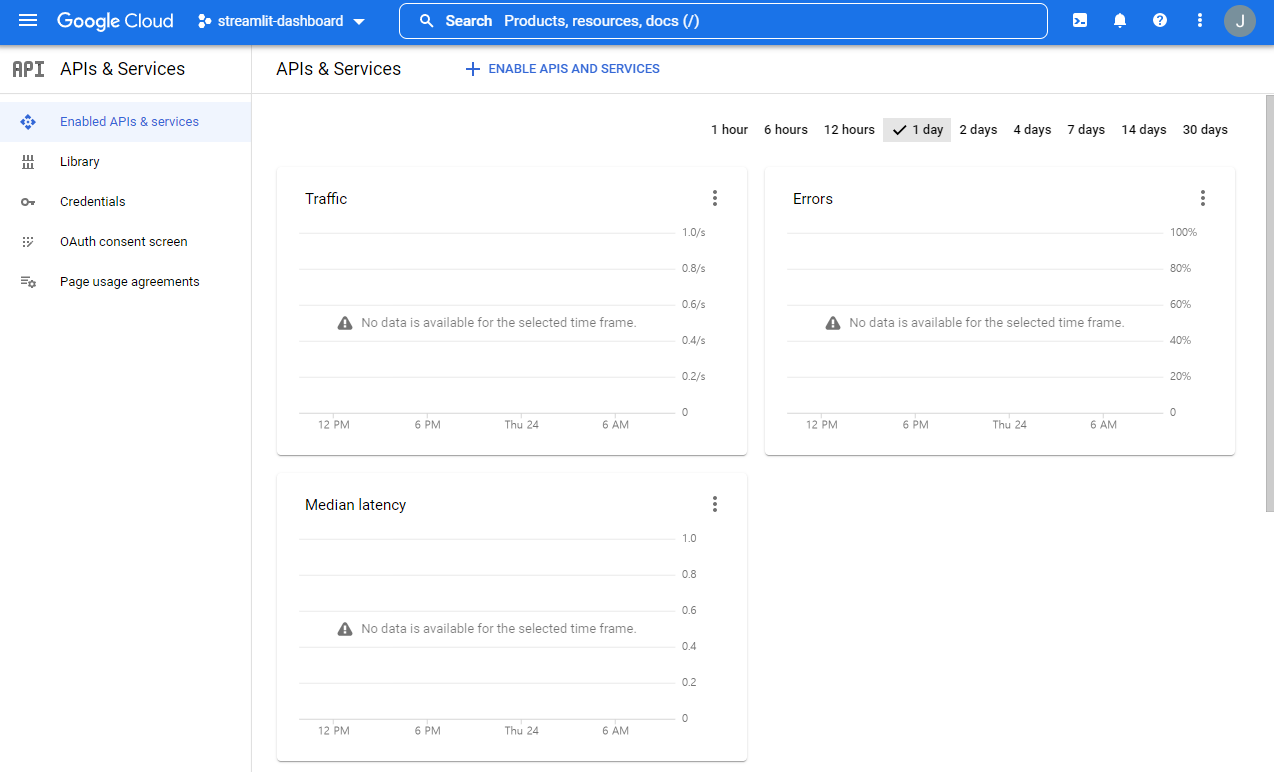 Google Cloud streamlit-dashboard Search Products, resources, docs (/) J
API APIs & Services
APIs & Services ENABLE APIS AND SERVICES
Enabled APIs & services
Library
Credentials
OAuth consent screen
Page usage agreements
1 hour 6 hours 12 hours 1 day 2 days 4 days 7 days 14 days 30 days
Traffic
1.0/s
0.8/s
0.6/s
No data is available for the selected time frame.
0.4/s
0.2/s
0
12 PM 6 PM Thu 24 6 AM
Errors
100%
80%
60%
No data is available for the selected time frame.
40%
20%
0
12 PM 6 PM Thu 24 6 AM
Median latency
1.0
0.8
0.6
No data is available for the selected time frame.
0.4
0.2
0
12 PM 6 PM Thu 24 6 AM